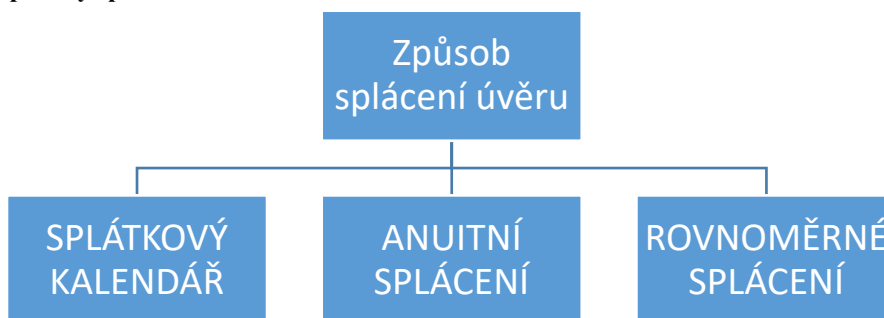 Způsob
splácení úvěru
SPLÁTKOVÝ
KALENDÁŘ
ANUITNÍ
SPLÁCENÍ
ROVNOMĚRNÉ
SPLÁCENÍ